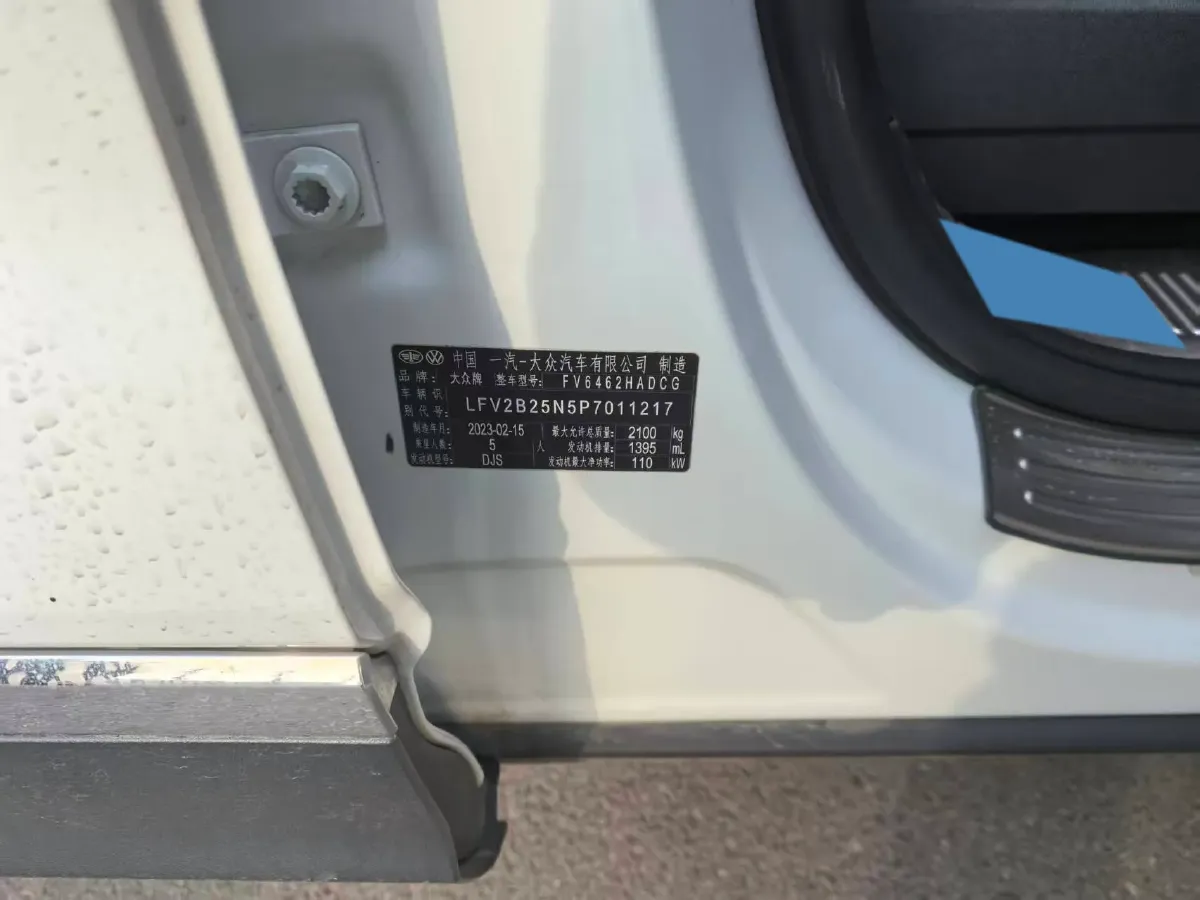 中国 一汽-大众汽车有限公司 制造
品牌: 大众牌 整车型号: FV6462HADCG
车辆识别代号: LFV2B25N5P7011217
制造年月: 2023-02-15 最大允许总质量: 2100 kg
乘坐人数: 5 人 发动机排量: 1395 mL
发动机型号: DJS 发动机最大净功率: 110 kW